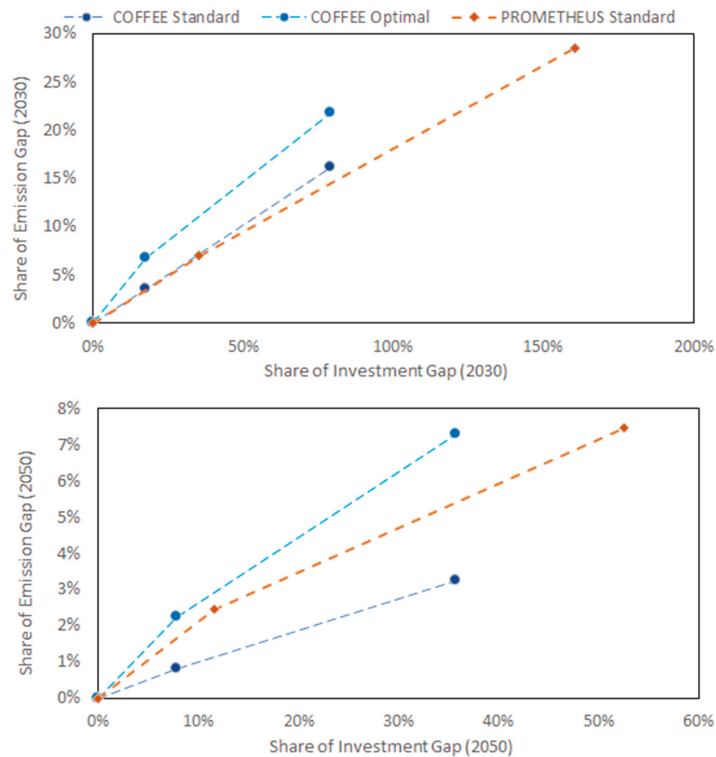 COFFEE Standard COFFEE Optimal PROMETHEUS Standard
30%
25%
20%
15%
10%
5%
0%
Share of Emission Gap (2030)
0% 50% 100% 150% 200%
Share of Investment Gap (2030)
8%
7%
6%
5%
4%
3%
2%
1%
0%
Share of Emission Gap (2050)
0% 10% 20% 30% 40% 50% 60%
Share of Investment Gap (2050)